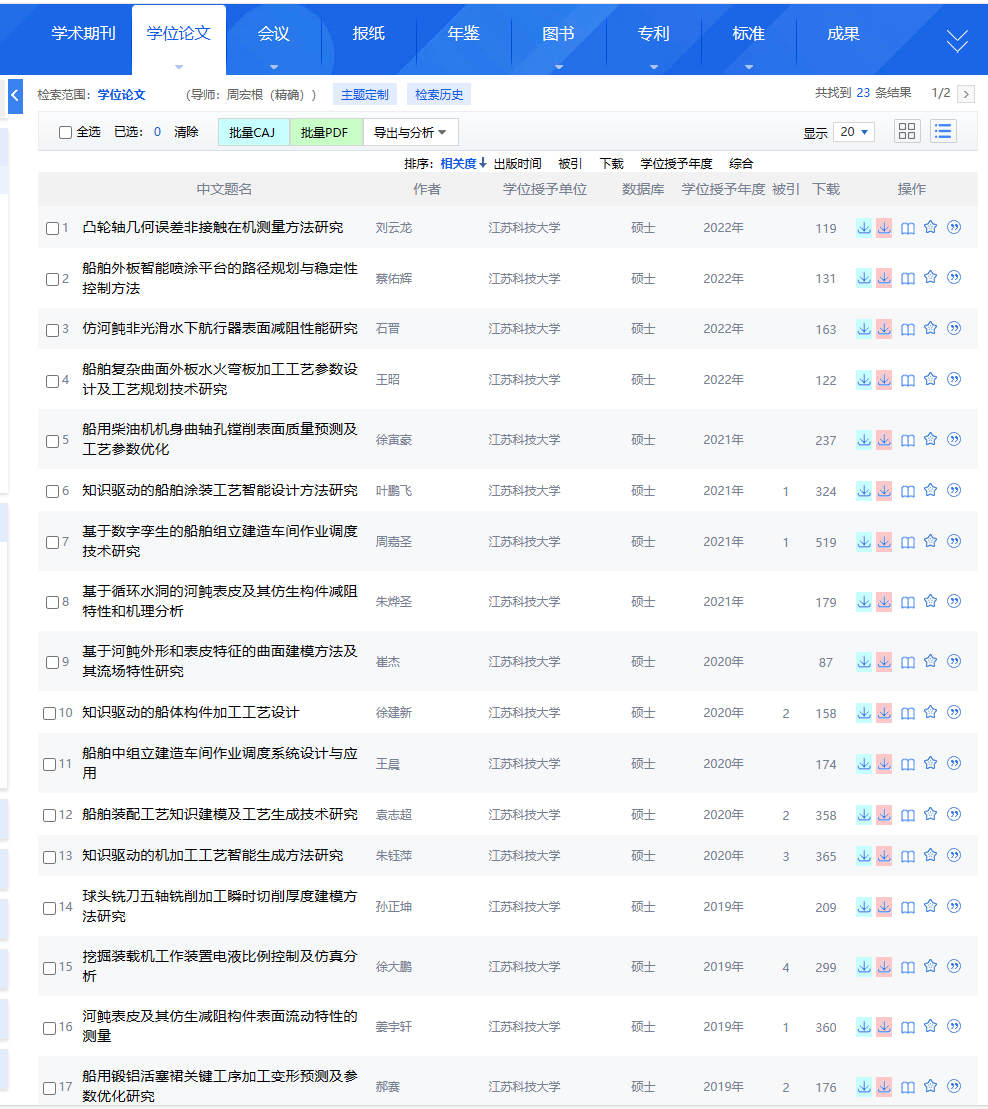 学术期刊 学位论文 会议 报纸 年鉴 图书 专利 标准 成果
检索范围：学位论文 （导师：周宏根（精确）） 主题定制 检索历史 共找到 23 条结果 1/2
全选 已选：0 清除 批量CAJ 批量PDF 导出与分析 显示 20
排序：相关度 出版时间 被引 下载 学位授予年度 综合
中文题名 作者 学位授予单位 数据库 学位授予年度 被引 下载 操作
1 凸轮轴几何误差非接触在机测量方法研究 刘云龙 江苏科技大学 硕士 2022年 119
船舶外板智能喷涂平台的路径规划与稳定性
2 蔡佑辉 江苏科技大学 硕士 2022年 131
控制方法
3 仿河鲀非光滑水下航行器表面减阻性能研究 石晋 江苏科技大学 硕士 2022年 163
船舶复杂曲面外板水火弯板加工工艺参数设
4 王昭 江苏科技大学 硕士 2022年 122
计及工艺规划技术研究
船用柴油机机身曲轴孔镗削表面质量预测及
5 徐寅豪 江苏科技大学 硕士 2021年 237
工艺参数优化
6 知识驱动的船舶涂装工艺智能设计方法研究 叶鹏飞 江苏科技大学 硕士 2021年 1 324
基于数字孪生的船舶组立建造车间作业调度
7 周嘉圣 江苏科技大学 硕士 2021年 1 519
技术研究
基于循环水洞的河鲀表皮及其仿生构件减阻
8 朱烨圣 江苏科技大学 硕士 2021年 179
特性和机理分析
基于河鲀外形和表皮特征的曲面建模方法及
9 崔杰 江苏科技大学 硕士 2020年 87
其流场特性研究
10 知识驱动的船体构件加工工艺设计 徐建新 江苏科技大学 硕士 2020年 2 158
船舶中组立建造车间作业调度系统设计与应
11 王晨 江苏科技大学 硕士 2020年 174
用
12 船舶装配工艺知识建模及工艺生成技术研究 袁志超 江苏科技大学 硕士 2020年 2 358
13 知识驱动的机加工工艺智能生成方法研究 朱钰萍 江苏科技大学 硕士 2020年 3 365
球头铣刀五轴铣削加工瞬时切削厚度建模方
14 孙正坤 江苏科技大学 硕士 2019年 209
法研究
挖掘装载机工作装置电液比例控制及仿真分
15 徐大鹏 江苏科技大学 硕士 2019年 4 299
析
河鲀表皮及其仿生减阻构件表面流动特性的
16 姜宇轩 江苏科技大学 硕士 2019年 1 360
测量
船用锻铝活塞裙关键工序加工变形预测及参
17 郝骞 江苏科技大学 硕士 2019年 2 176
数优化研究